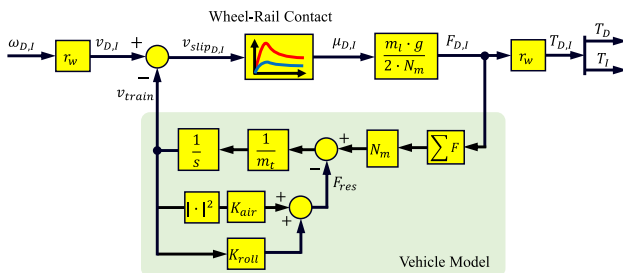 Wheel-Rail Contact
ω_{D,I}
r_w
v_{D,I}
+
−
v_{slip_{D,I}}
μ_{D,I}
m_l · g
2 · N_m
F_{D,I}
r_w
T_{D,I}
T_D
T_I
v_{train}
1
s
1
m_t
+
−
N_m
∑ F
F_{res}
|·|²
K_{air}
+
+
K_{roll}
Vehicle Model